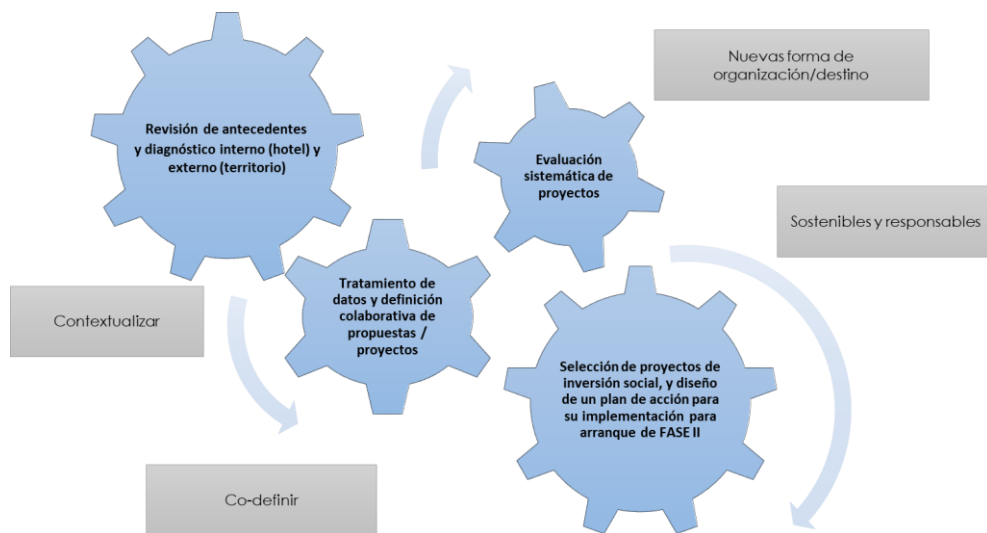 Revisión de antecedentes
y diagnóstico interno (hotel) y
externo (territorio)
Nuevas forma de
organización/destino
Evaluación
sistemática de
proyectos
Sostenibles y responsables
Tratamiento de
datos y definición
colaborativa de
propuestas /
proyectos
Contextualizar
Selección de proyectos de
inversión social, y diseño
de un plan de acción para
su implementación para
arranque de FASE II
Co-definir